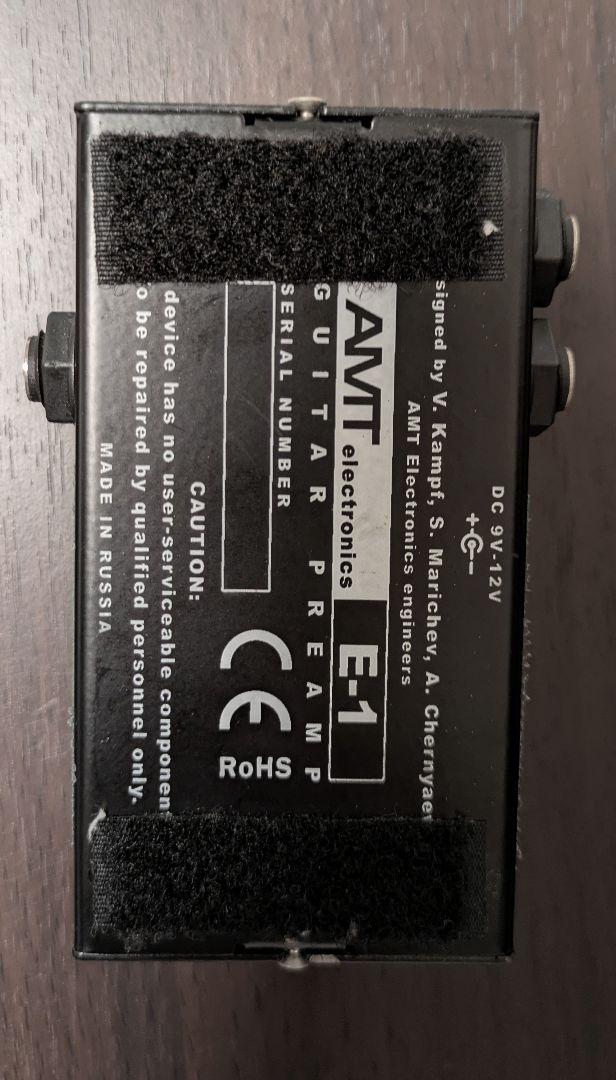 DC 9V-12V
signed by V. Kampf, S. Marichev, A. Chernyae
AMT Electronics engineers
AMT electronics E-1
GUITAR PREAMP
SERIAL NUMBER
CE
RoHS
CAUTION:
device has no user-serviceable componen
o be repaired by qualified personnel only.
MADE IN RUSSIA